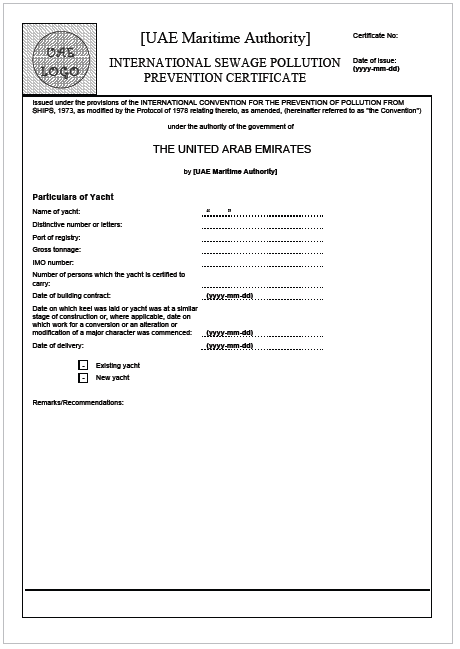 UAE
LOGO
[UAE Maritime Authority]
INTERNATIONAL SEWAGE POLLUTION
PREVENTION CERTIFICATE
Certificate No:
Date of issue:
(yyyy-mm-dd)
Issued under the provisions of the INTERNATIONAL CONVENTION FOR THE PREVENTION OF POLLUTION FROM
SHIPS, 1973, as modified by the Protocol of 1978 relating thereto, as amended, (hereinafter referred to as "the Convention")
under the authority of the government of
THE UNITED ARAB EMIRATES
by [UAE Maritime Authority]
Particulars of Yacht
Name of yacht: " "
Distinctive number or letters:
Port of registry:
Gross tonnage:
IMO number:
Number of persons which the yacht is certified to
carry:
Date of building contract: (yyyy-mm-dd)
Date on which keel was laid or yacht was at a similar
stage of construction or, where applicable, date on
which work for a conversion or an alteration or
modification of a major character was commenced: (yyyy-mm-dd)
Date of delivery: (yyyy-mm-dd)
- Existing yacht
- New yacht
Remarks/Recommendations: